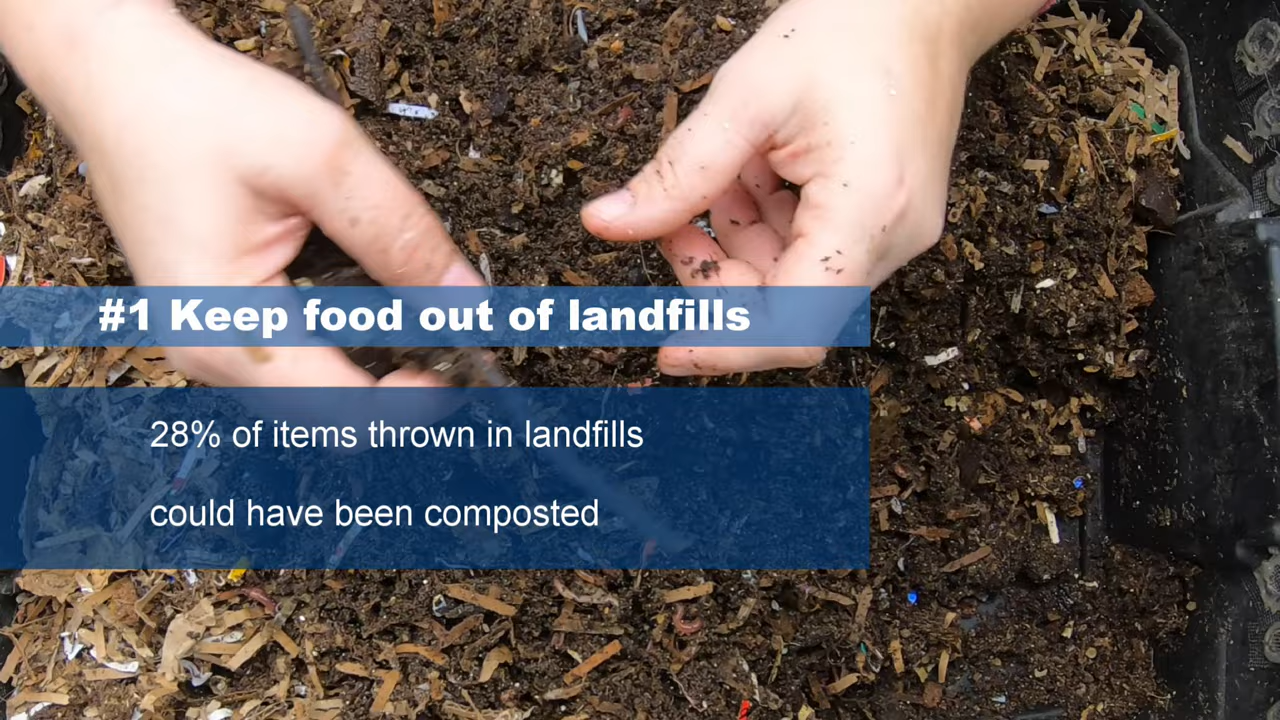 #1 Keep food out of landfills
28% of items thrown in landfills
could have been composted